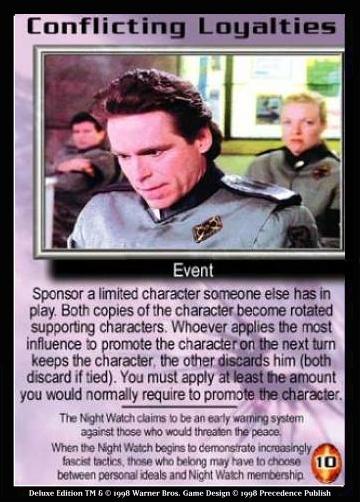 Conflicting Loyalties
Event
Sponsor a limited character someone else has in
play. Both copies of the character become rotated
supporting characters. Whoever applies the most
influence to promote the character on the next turn
keeps the character, the other discards him (both
discard if tied). You must apply at least the amount
you would normally require to promote the character.
The Night Watch claims to be an early warning system
against those who would threaten the peace.
When the Night Watch begins to demonstrate increasingly
fascist tactics, those who belong may have to choose
between personal ideals and Night Watch membership.
10
Deluxe Edition TM & © 1998 Warner Bros. Game Design © 1998 Precedence Publish